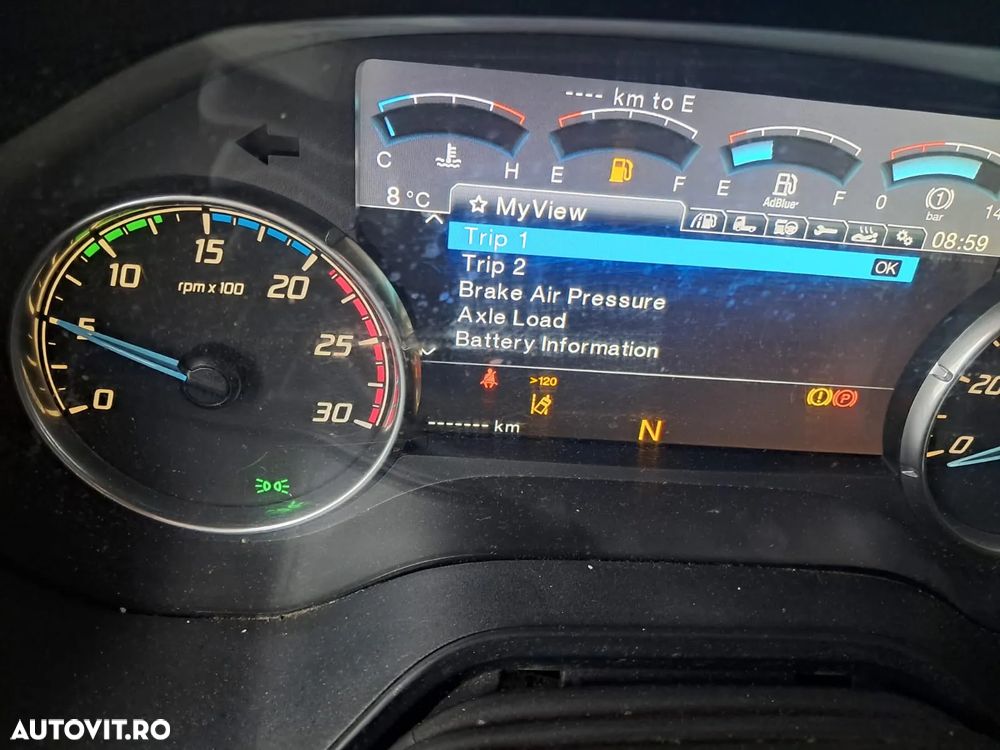 ---- km to E
C H E F E F 0 14
AdBlue
(1)
bar
8 °C
MyView
08:59
Trip 1
OK
Trip 2
Brake Air Pressure
Axle Load
Battery Information
>120
(!) (P)
------- km
N
0
5
10
15
20
25
30
rpm x 100
20
0
AUTOVIT.RO